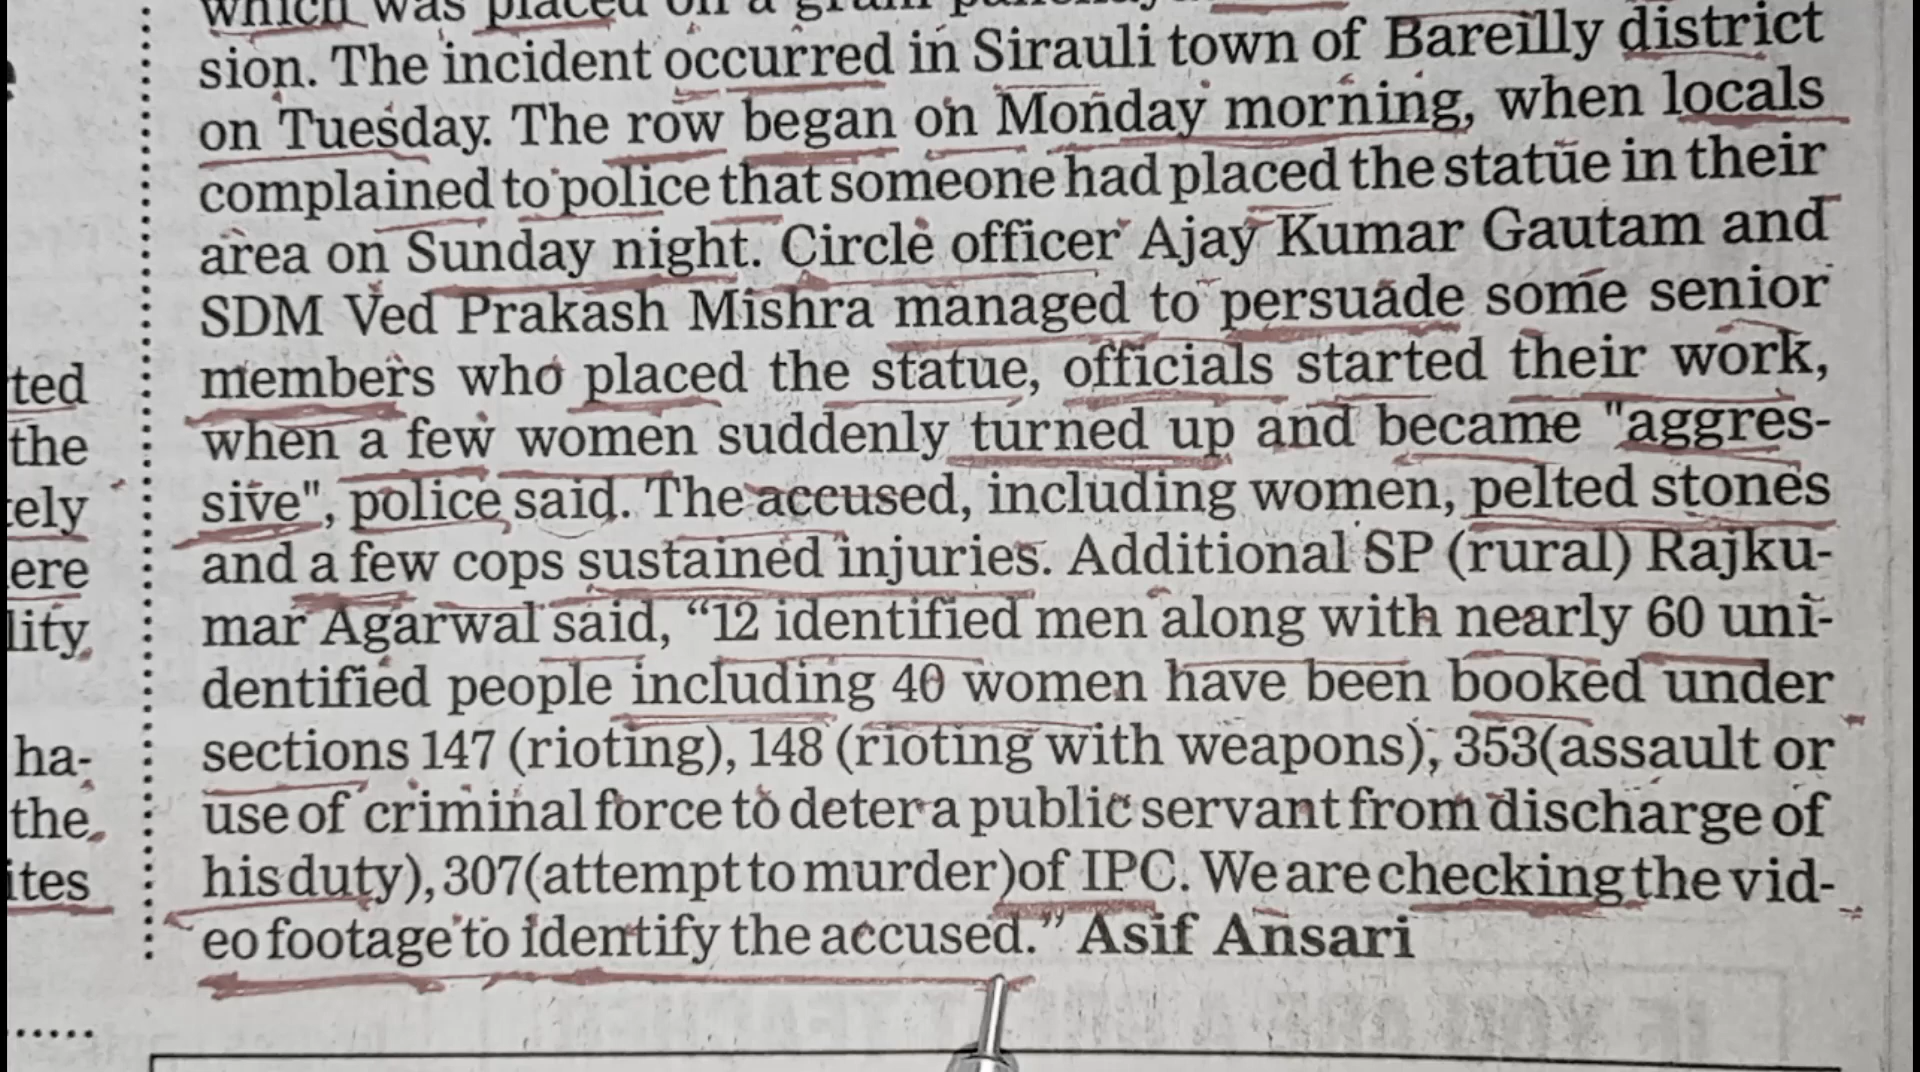 which was placed on a gram
sion. The incident occurred in Sirauli town of Bareilly district
on Tuesday. The row began on Monday morning, when locals
complained to police that someone had placed the statue in their
area on Sunday night. Circle officer Ajay Kumar Gautam and
SDM Ved Prakash Mishra managed to persuade some senior
members who placed the statue, officials started their work,
when a few women suddenly turned up and became "aggres-
sive", police said. The accused, including women, pelted stones
and a few cops sustained injuries. Additional SP (rural) Rajku-
mar Agarwal said, “12 identified men along with nearly 60 uni-
dentified people including 40 women have been booked under
sections 147 (rioting), 148 (rioting with weapons), 353(assault or
use of criminal force to deter a public servant from discharge of
his duty), 307(attempt to murder)of IPC. We are checking the vid-
eo footage to identify the accused.” Asif Ansari
ted
the
ely
ere
lity
ha-
the
ites
.....